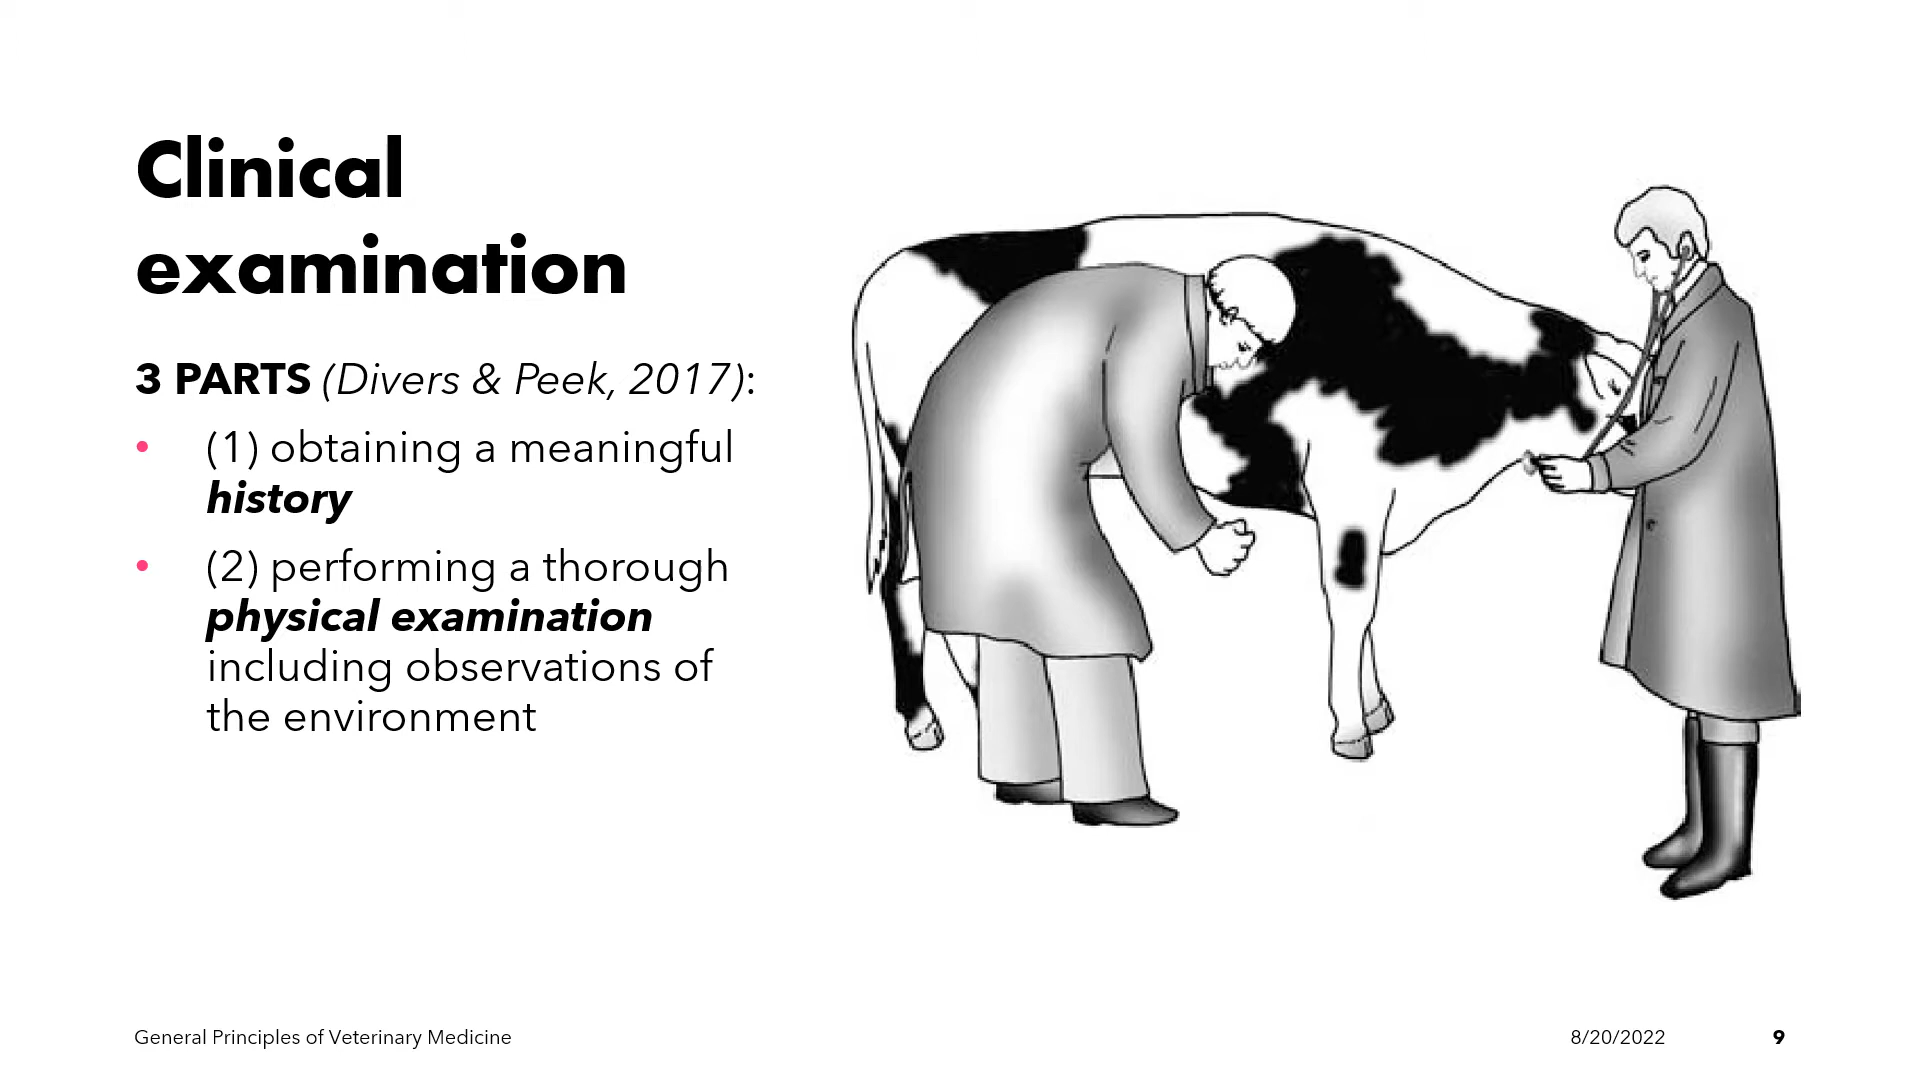 Clinical
examination
3 PARTS (Divers & Peek, 2017):
• (1) obtaining a meaningful
history
• (2) performing a thorough
physical examination
including observations of
the environment
General Principles of Veterinary Medicine
8/20/2022
9